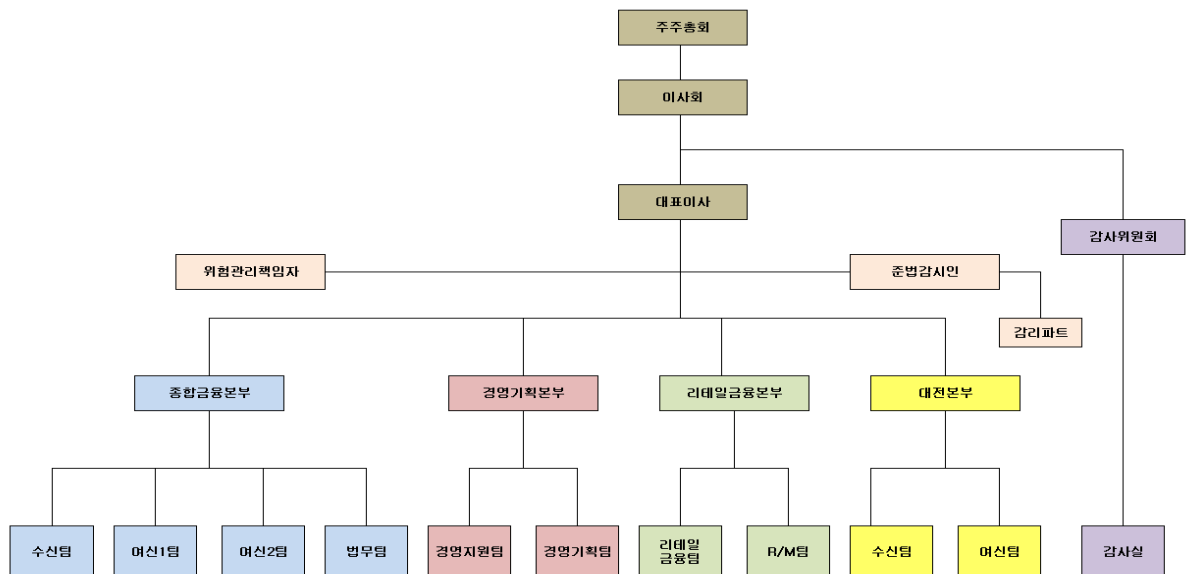 주주총회
이사회
대표이사
감사위원회
위험관리책임자
준법감시인
감리파트
종합금융본부
경영기획본부
리테일금융본부
대전본부
수신팀
여신1팀
여신2팀
법무팀
경영지원팀
경영기획팀
리테일
금융팀
R/M팀
수신팀
여신팀
감사실